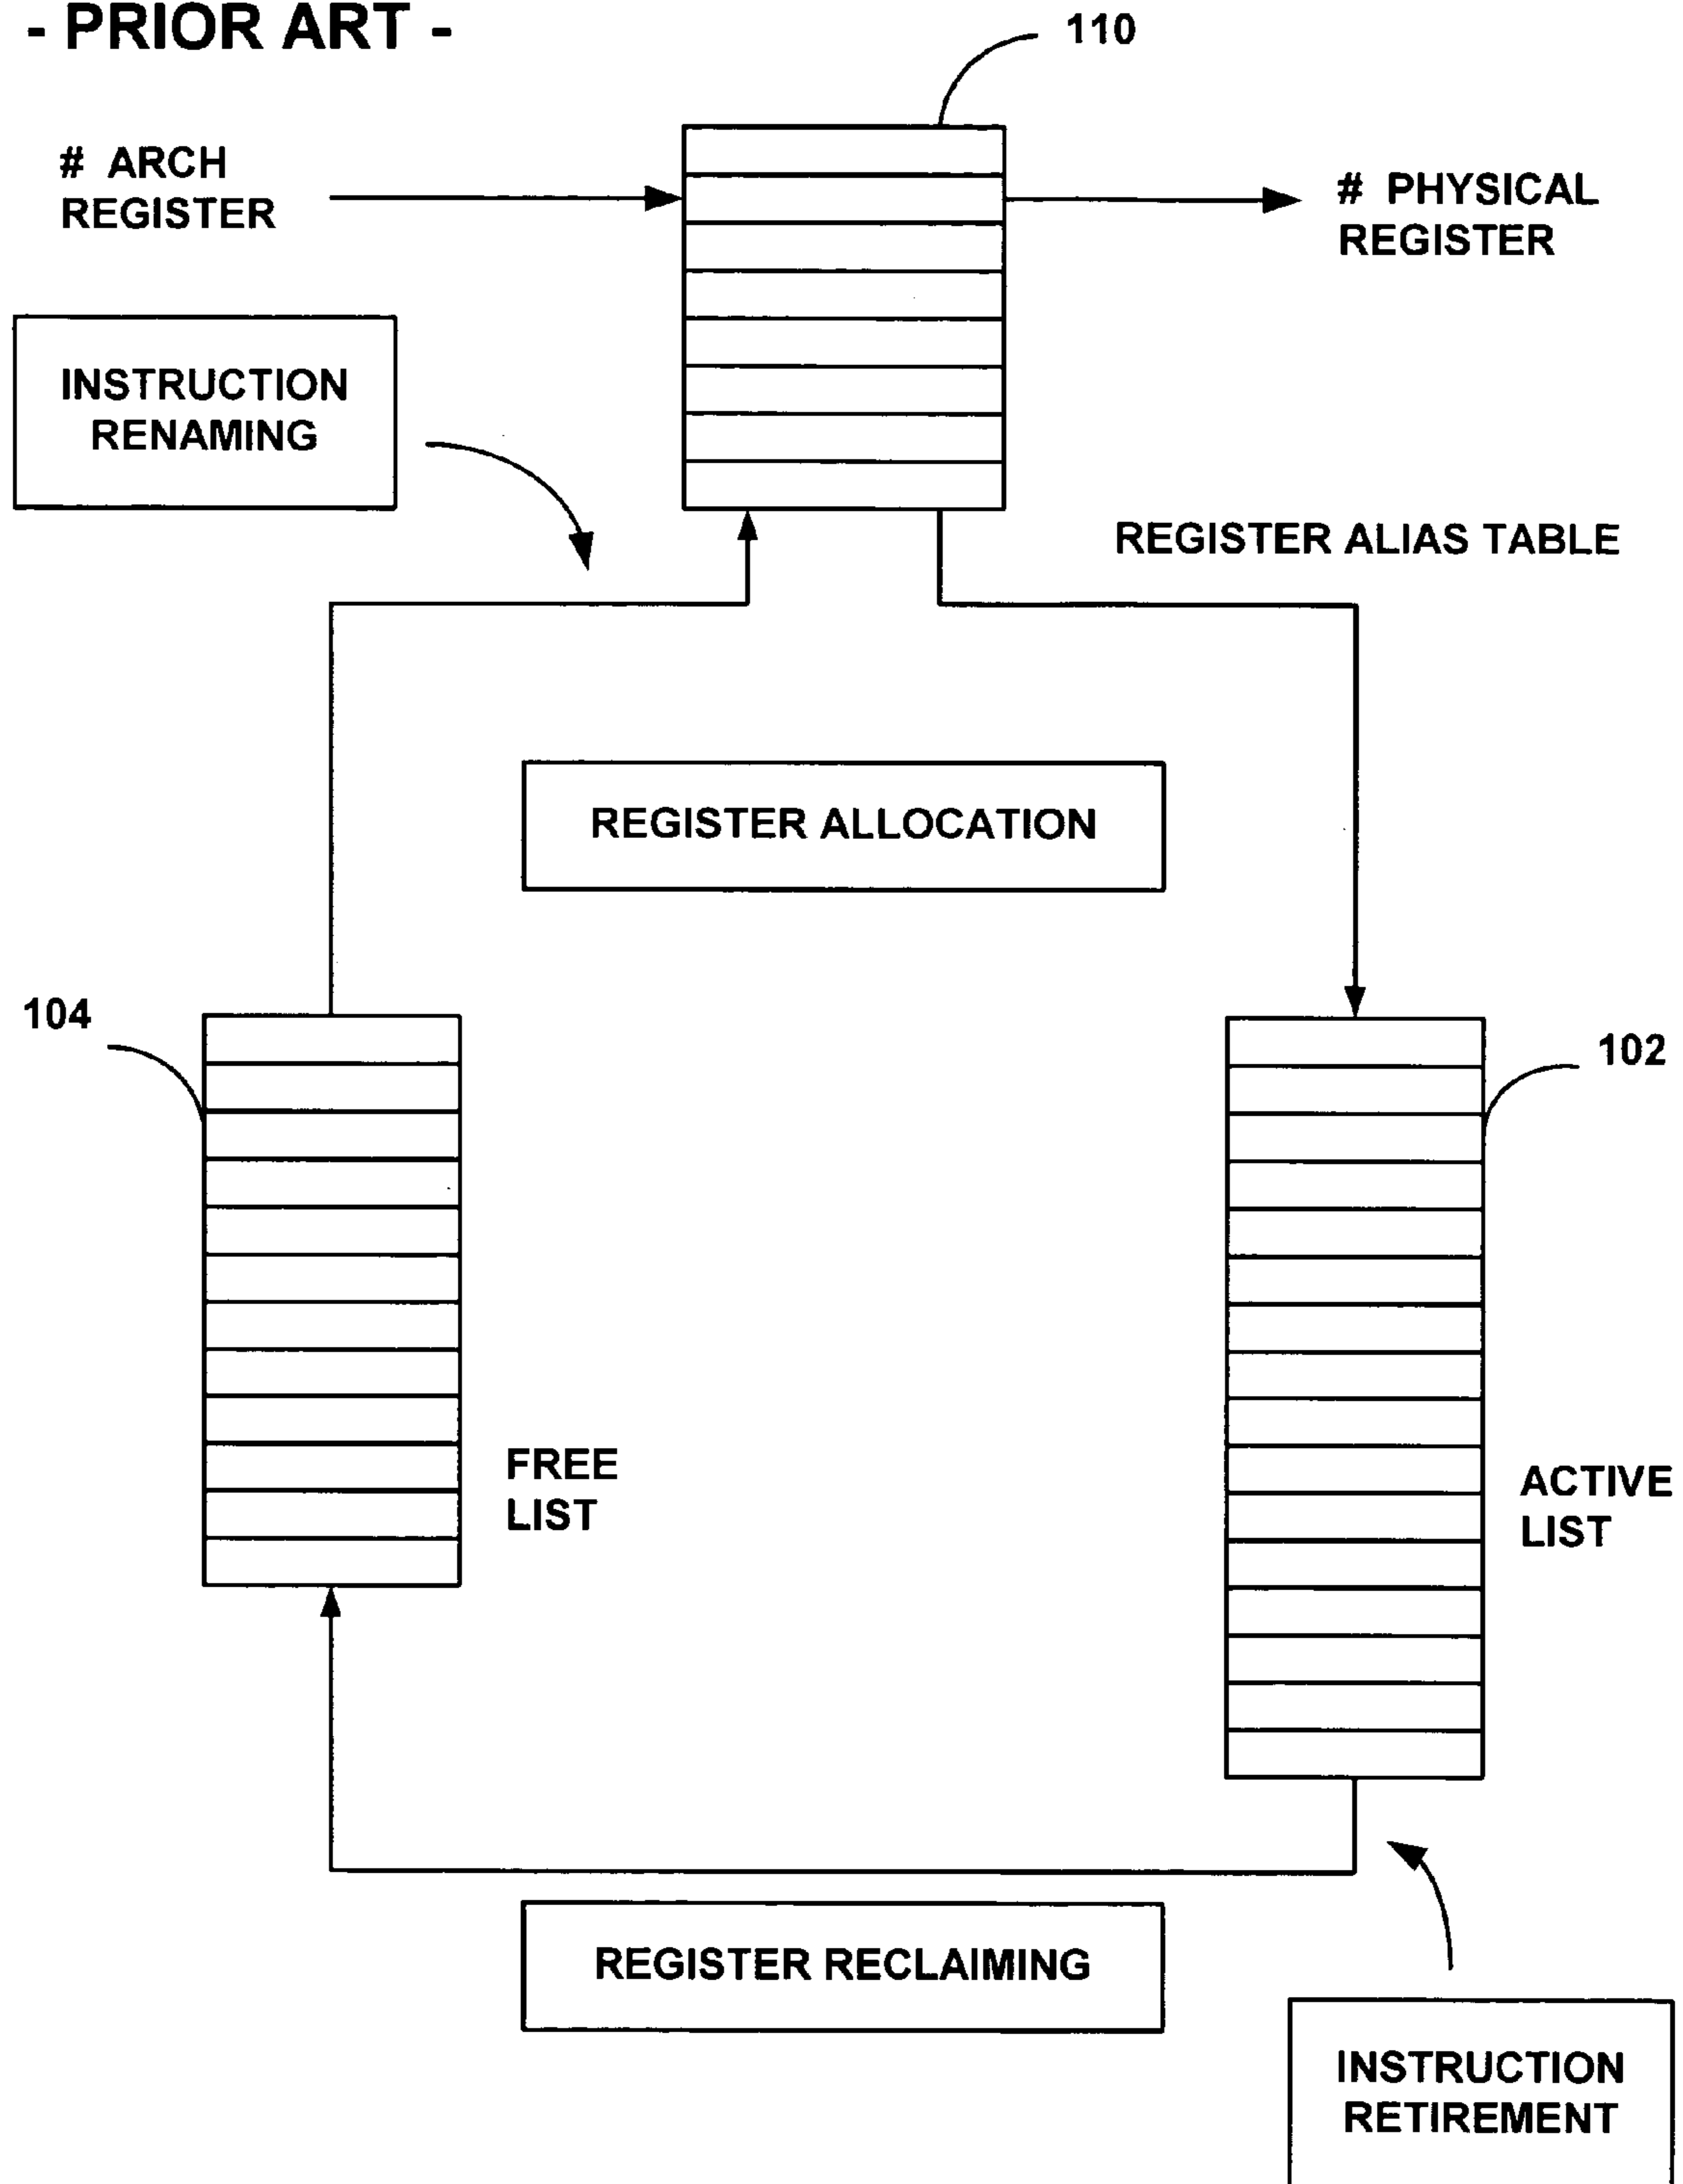 - PRIOR ART -
110
# ARCH
REGISTER
# PHYSICAL
REGISTER
INSTRUCTION
RENAMING
REGISTER ALIAS TABLE
REGISTER ALLOCATION
104
102
FREE
LIST
ACTIVE
LIST
REGISTER RECLAIMING
INSTRUCTION
RETIREMENT